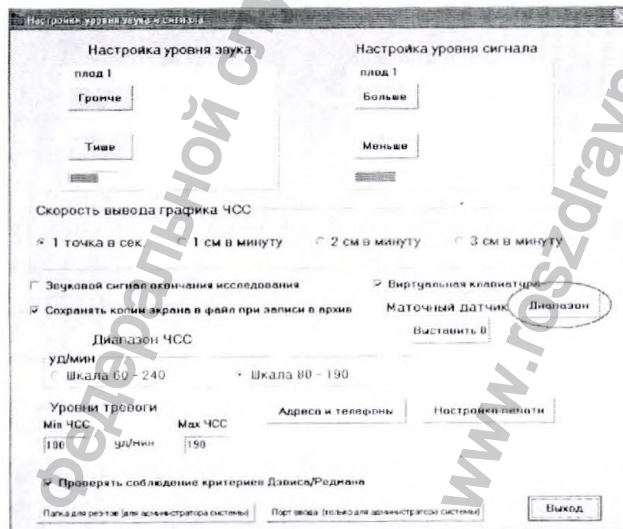 Настройки уровня звука и сигнала
Настройка уровня звука
Настройка уровня сигнала
плод 1
плод 1
Громче
Больше
Тише
Меньше
Скорость вывода графика ЧСС
1 точка в сек.
1 см в минуту
2 см в минуту
3 см в минуту
Звуковой сигнал окончания исследования
Виртуальная клавиатура
Сохранять копии экрана в файл при записи в архив
Маточный датчик
Диапазон
Выставить 0
Диапазон ЧСС
уд/мин
Шкала 60 - 240
Шкала 80 - 190
Уровни тревоги
Адреса и телефоны
Настройка печати
Min ЧСС
Max ЧСС
100
уд/мин
190
Проверять соблюдение критериев Дэвиса/Редмана
Папка для рез-тов (для администратора системы)
Порт ввода (только для администратора системы)
Выход
федеральной слу
www.roszdravn